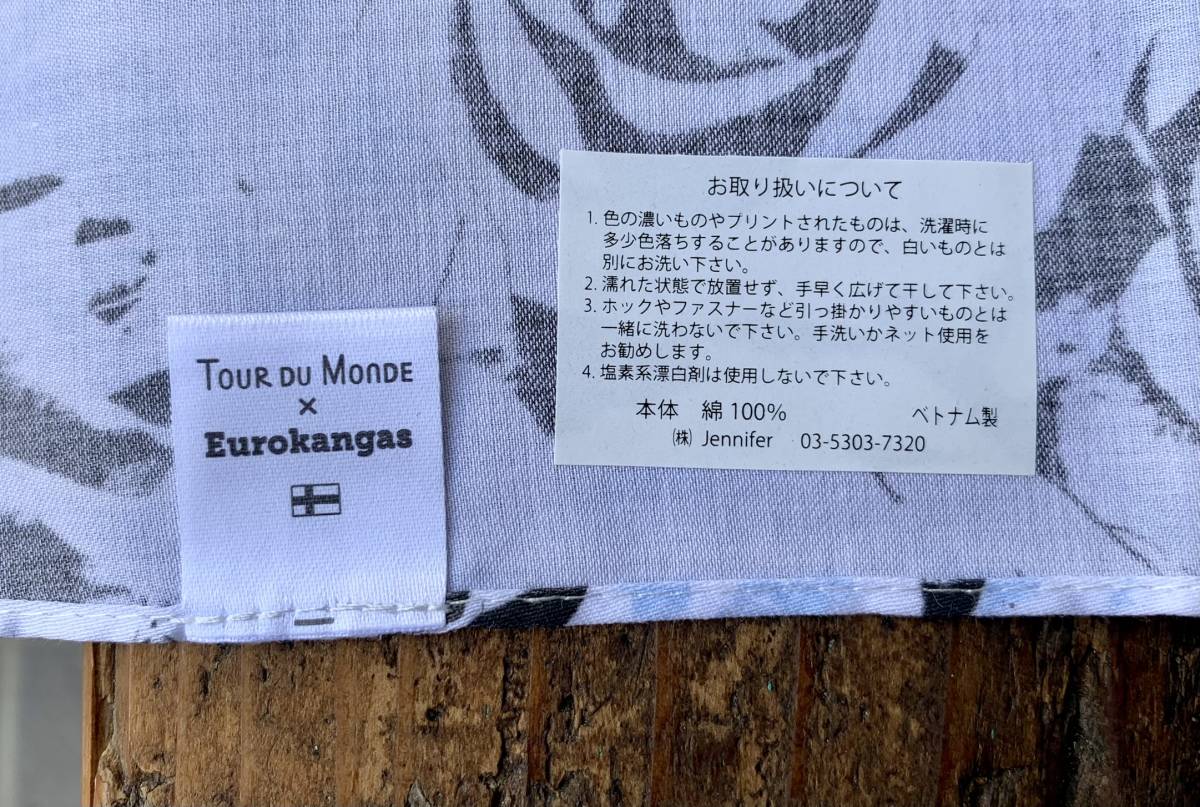 TOUR DU MONDE
×
Eurokangas
お取り扱いについて
1. 色の濃いものやプリントされたものは、洗濯時に
多少色落ちすることがありますので、白いものとは
別にお洗い下さい。
2. 濡れた状態で放置せず、手早く広げて干して下さい。
3. ホックやファスナーなど引っ掛かりやすいものとは
一緒に洗わないで下さい。手洗いかネット使用を
お勧めします。
4. 塩素系漂白剤は使用しないで下さい。
本体 綿 100% ベトナム製
㈱ Jennifer 03-5303-7320